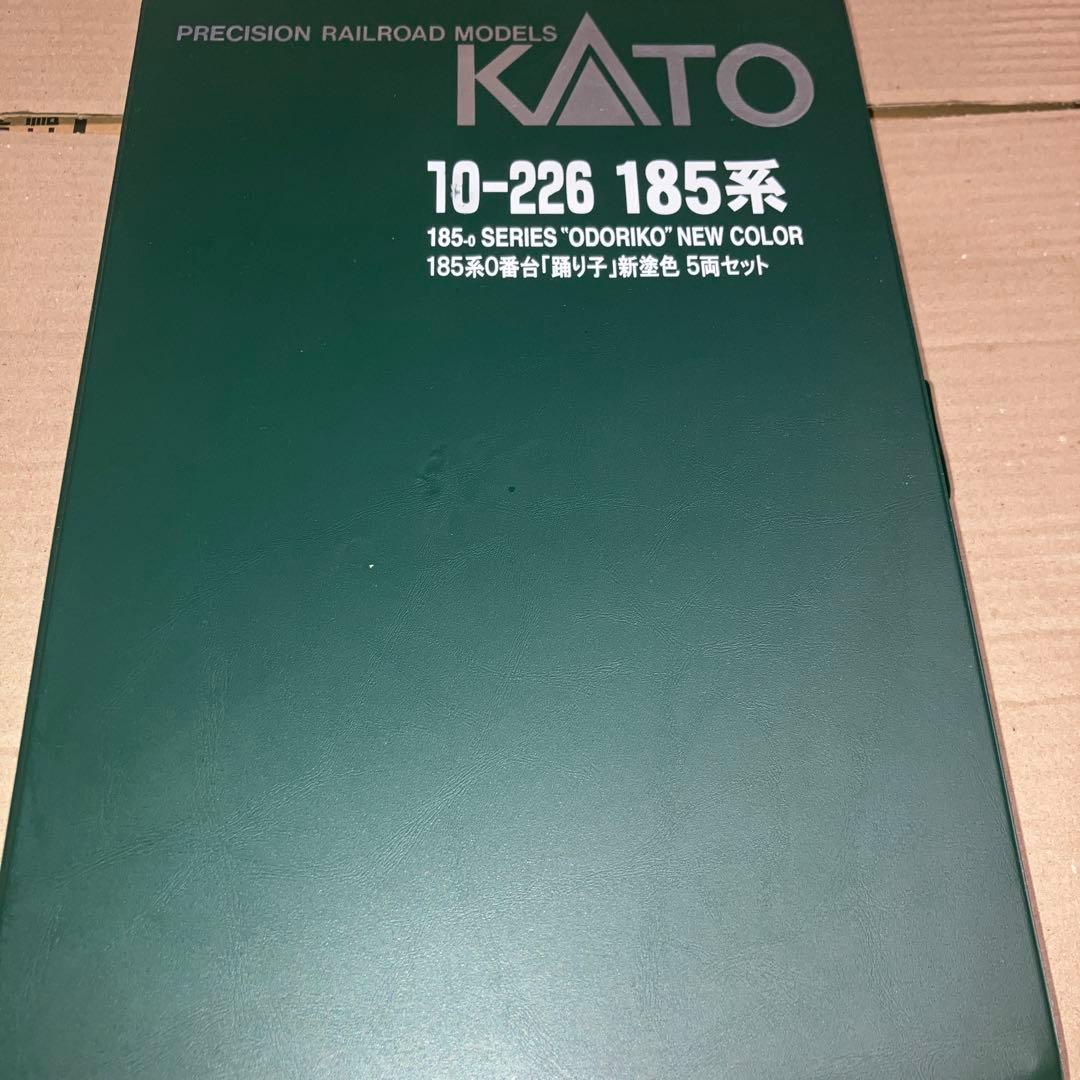 PRECISION RAILROAD MODELS
KATO
10-226 185系
185-0 SERIES "ODORIKO" NEW COLOR
185系0番台「踊り子」新塗色 5両セット